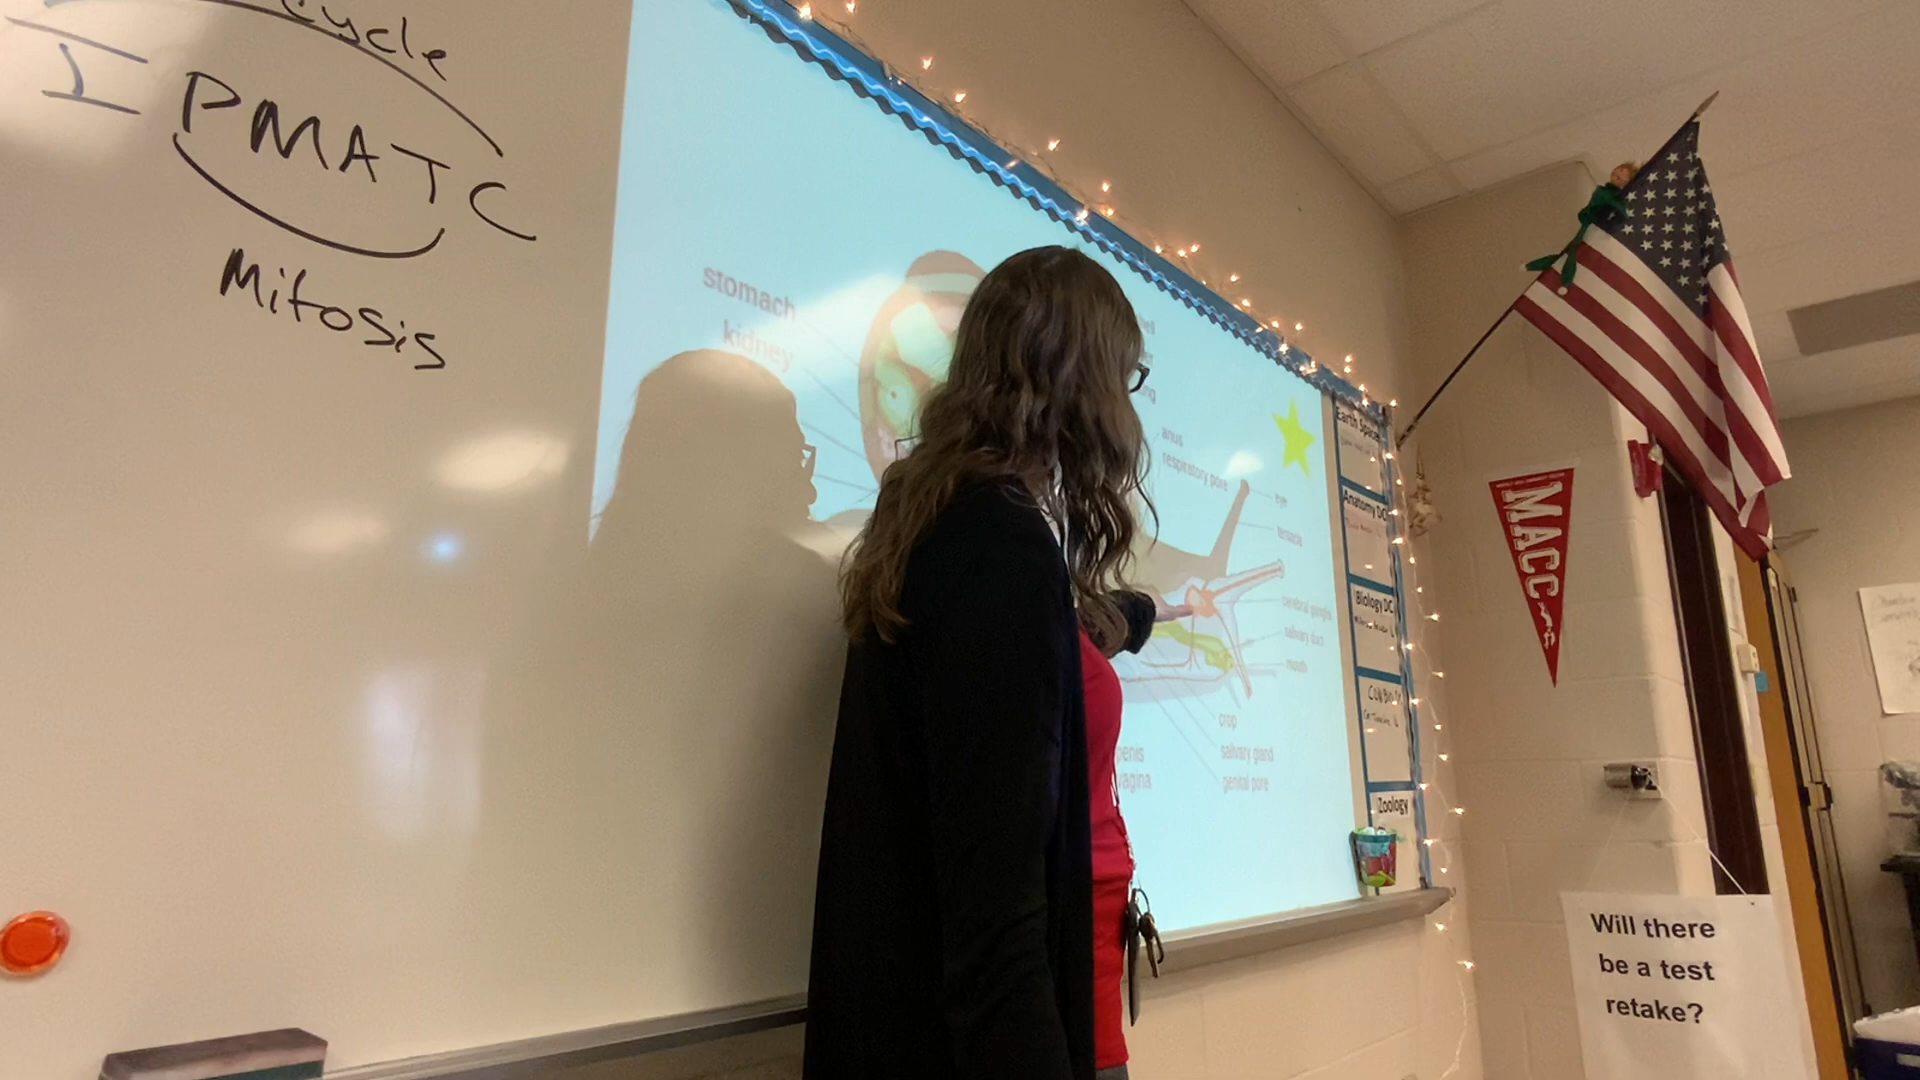 cycle
I PMATC
Mitosis
stomach
kidney
anus
respiratory pore
eye
tentacle
cerebral ganglia
salivary duct
mouth
crop
salivary gland
genital pore
penis
vagina
Earth Space
Anatomy DC
Biology DC
Zoology
MACC
Will there
be a test
retake?